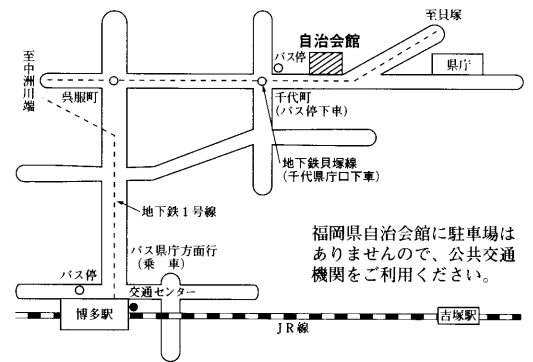 至貝塚
自治会館
バス停
県庁
至中洲川端
呉服町
千代町
(バス停下車)
地下鉄貝塚線
(千代県庁口下車)
地下鉄1号線
バス県庁方面行
(乗 車)
福岡県自治会館に駐車場は
ありませんので、公共交通
機関をご利用ください。
バス停
交通センター
博多駅
吉塚駅
JR線